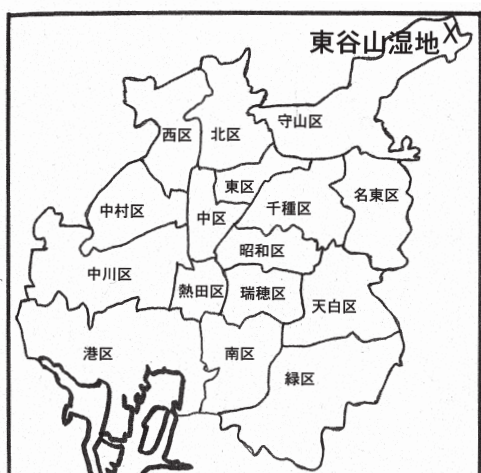 東谷山湿地
西区
北区
守山区
東区
名東区
中村区
中区
千種区
昭和区
中川区
熱田区
瑞穂区
天白区
港区
南区
緑区